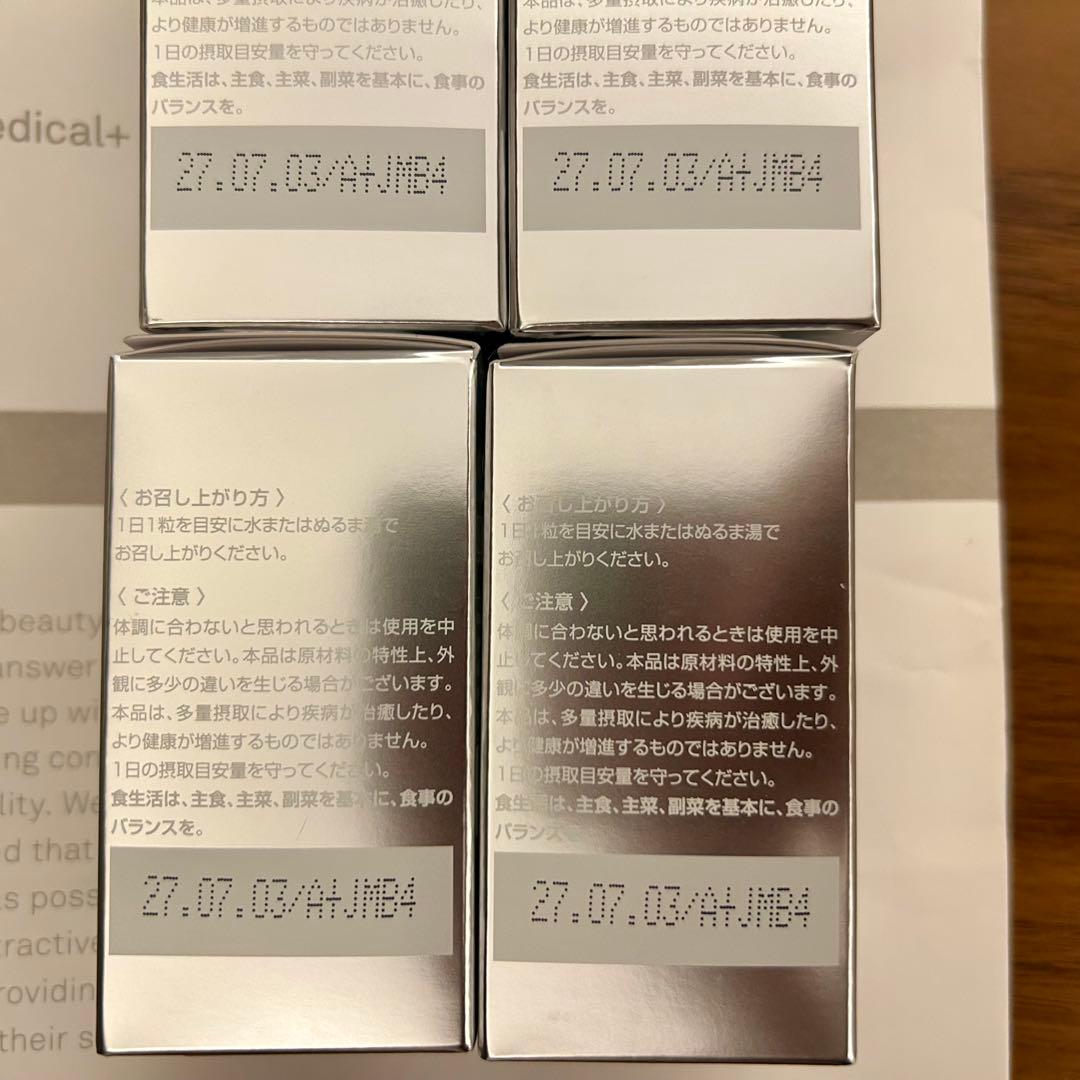 本品は、多量摂取により疾病が治癒したり、
より健康が増進するものではありません。
1日の摂取目安量を守ってください。
食生活は、主食、主菜、副菜を基本に、食事の
バランスを。
27.07.03/A+JMB4
本品は、多量摂取により疾病が治癒したり、
より健康が増進するものではありません。
1日の摂取目安量を守ってください。
食生活は、主食、主菜、副菜を基本に、食事の
バランスを。
27.07.03/A+JMB4
edical+
〈 お召し上がり方 〉
1日1粒を目安に水またはぬるま湯で
お召し上がりください。
〈 ご注意 〉
体調に合わないと思われるときは使用を中
止してください。本品は原材料の特性上、外
観に多少の違いを生じる場合がございます。
本品は、多量摂取により疾病が治癒したり、
より健康が増進するものではありません。
1日の摂取目安量を守ってください。
食生活は、主食、主菜、副菜を基本に、食事の
バランスを。
27.07.03/A+JMB4
〈 お召し上がり方 〉
1日1粒を目安に水またはぬるま湯で
お召し上がりください。
〈 ご注意 〉
体調に合わないと思われるときは使用を中
止してください。本品は原材料の特性上、外
観に多少の違いを生じる場合がございます。
本品は、多量摂取により疾病が治癒したり、
より健康が増進するものではありません。
1日の摂取目安量を守ってください。
食生活は、主食、主菜、副菜を基本に、食事の
バランスを。
27.07.03/A+JMB4
beauty
answer
e up wi
ing con
lity. We
d that
s poss
tractive
rovidin
their s